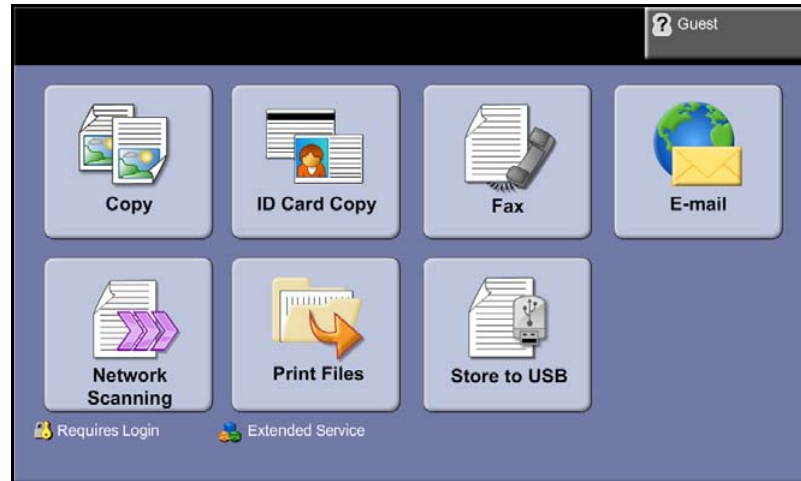 Guest
Copy
ID Card Copy
Fax
E-mail
Network
Scanning
Print Files
Store to USB
Requires Login
Extended Service